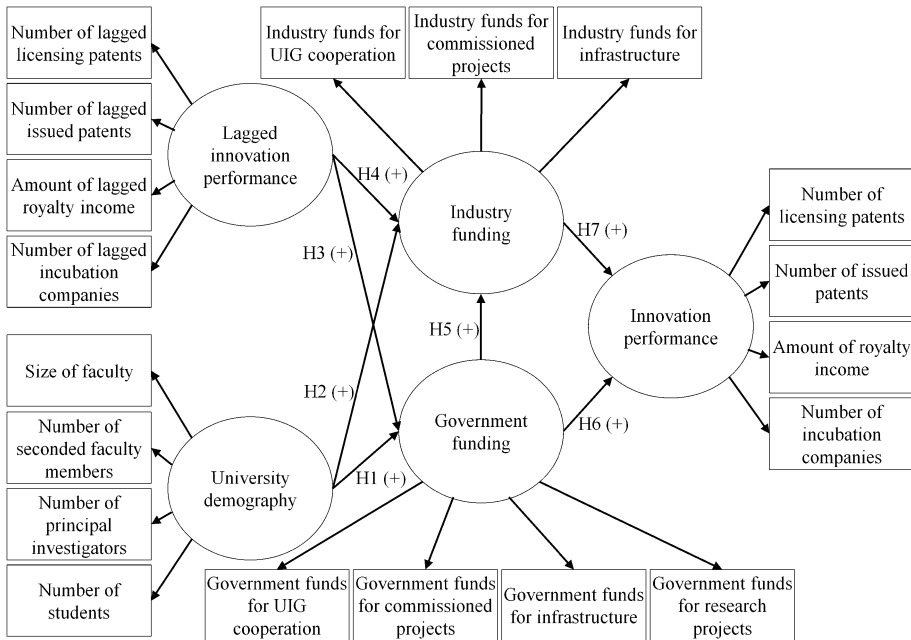 Number of lagged
licensing patents
Number of lagged
issued patents
Amount of lagged
royalty income
Number of lagged
incubation
companies
Lagged
innovation
performance
Industry funds for
UIG cooperation
Industry funds for
commissioned
projects
Industry funds for
infrastructure
H4 (+)
H3 (+)
Industry
funding
H7 (+)
H5 (+)
H2 (+)
H1 (+)
H6 (+)
Government
funding
Innovation
performance
Number of
licensing patents
Number of issued
patents
Amount of royalty
income
Number of
incubation
companies
Size of faculty
Number of
seconded faculty
members
Number of
principal
investigators
Number of
students
University
demography
Government funds
for UIG
cooperation
Government funds
for commissioned
projects
Government funds
for infrastructure
Government funds
for research
projects